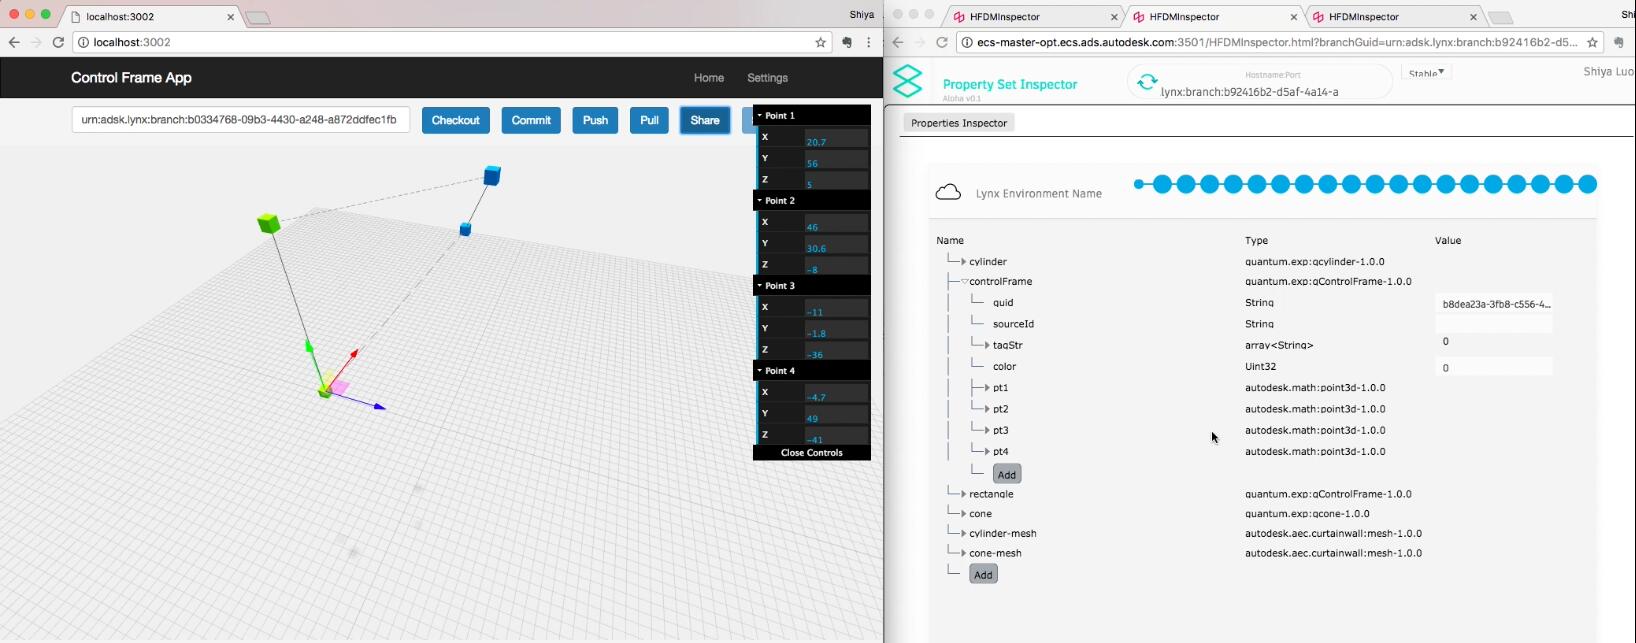 localhost:3002
Shiya
localhost:3002
Control Frame App
Home
Settings
urn:adsk.lynx:branch:b0334768-09b3-4430-a248-a872ddfec1fb
Checkout
Commit
Push
Pull
Share
Point 1
X 20.7
Y 56
Z 5
Point 2
X 46
Y 30.6
Z -8
Point 3
X -11
Y -1.8
Z -36
Point 4
X -4.7
Y 49
Z -41
Close Controls
HFDMInspector
HFDMInspector
HFDMInspector
Shi
ecs-master-opt.ecs.ads.autodesk.com:3501/HFDMInspector.html?branchGuid=urn:adsk.lynx:branch:b92416b2-d5...
Property Set Inspector
Aloha v0.1
Hostname:Port
lynx:branch:b92416b2-d5af-4a14-a
Stable
Shiya Luo
Properties Inspector
Lynx Environment Name
Name Type Value
cylinder quantum.exp:qcylinder-1.0.0
controlFrame quantum.exp:qControlFrame-1.0.0
guid String b8dea23a-3fb8-c556-4...
sourceId String
tagStr array<String> 0
color Uint32 0
pt1 autodesk.math:point3d-1.0.0
pt2 autodesk.math:point3d-1.0.0
pt3 autodesk.math:point3d-1.0.0
pt4 autodesk.math:point3d-1.0.0
Add
rectangle quantum.exp:qControlFrame-1.0.0
cone quantum.exp:qcone-1.0.0
cylinder-mesh autodesk.aec.curtainwall:mesh-1.0.0
cone-mesh autodesk.aec.curtainwall:mesh-1.0.0
Add